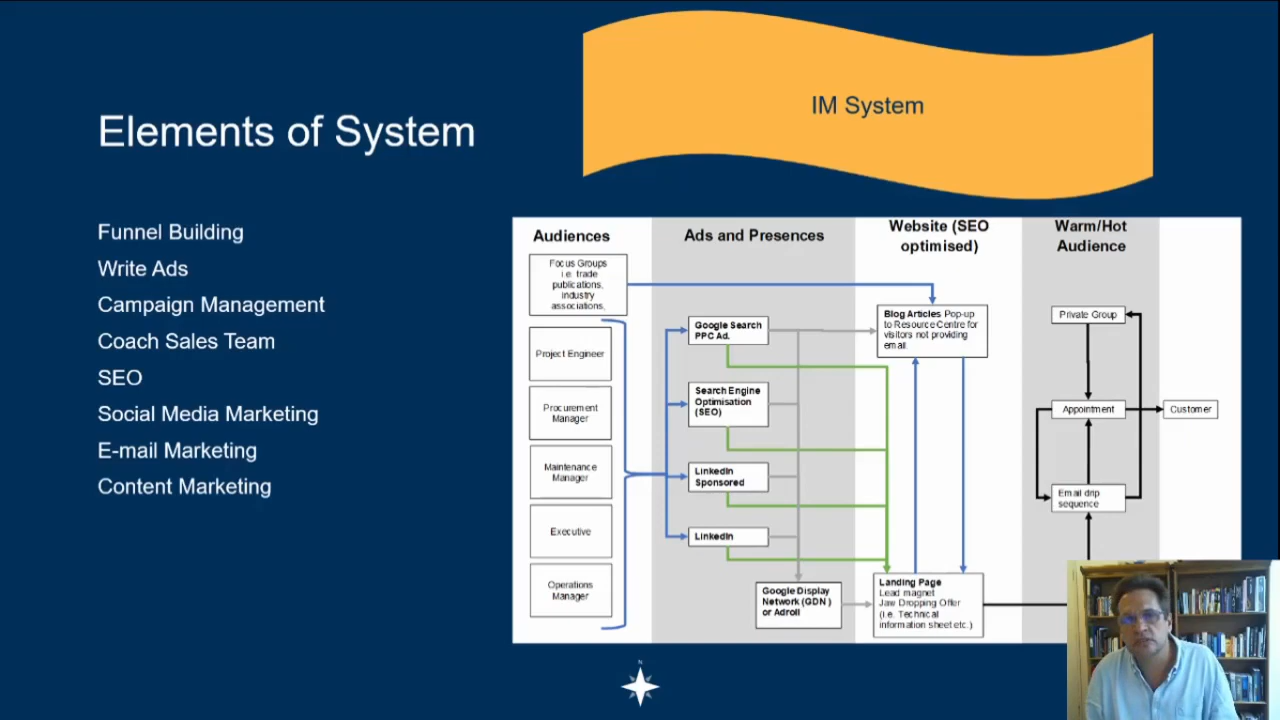 IM System
Elements of System
Funnel Building
Write Ads
Campaign Management
Coach Sales Team
SEO
Social Media Marketing
E-mail Marketing
Content Marketing
Audiences
Focus Groups
i.e. trade
publications,
industry
associations,
Project Engineer
Procurement
Manager
Maintenance
Manager
Executive
Operations
Manager
Ads and Presences
Google Search
PPC Ad.
Search Engine
Optimisation
(SEO)
LinkedIn
Sponsored
LinkedIn
Google Display
Network (GDN)
or Adroll
Website (SEO
optimised)
Blog Articles Pop-up
to Resource Centre for
visitors not providing
email.
Landing Page
Lead magnet
Jaw Dropping Offer
(i.e. Technical
information sheet etc.)
Warm/Hot
Audience
Private Group
Appointment
Email drip
sequence
Customer
N